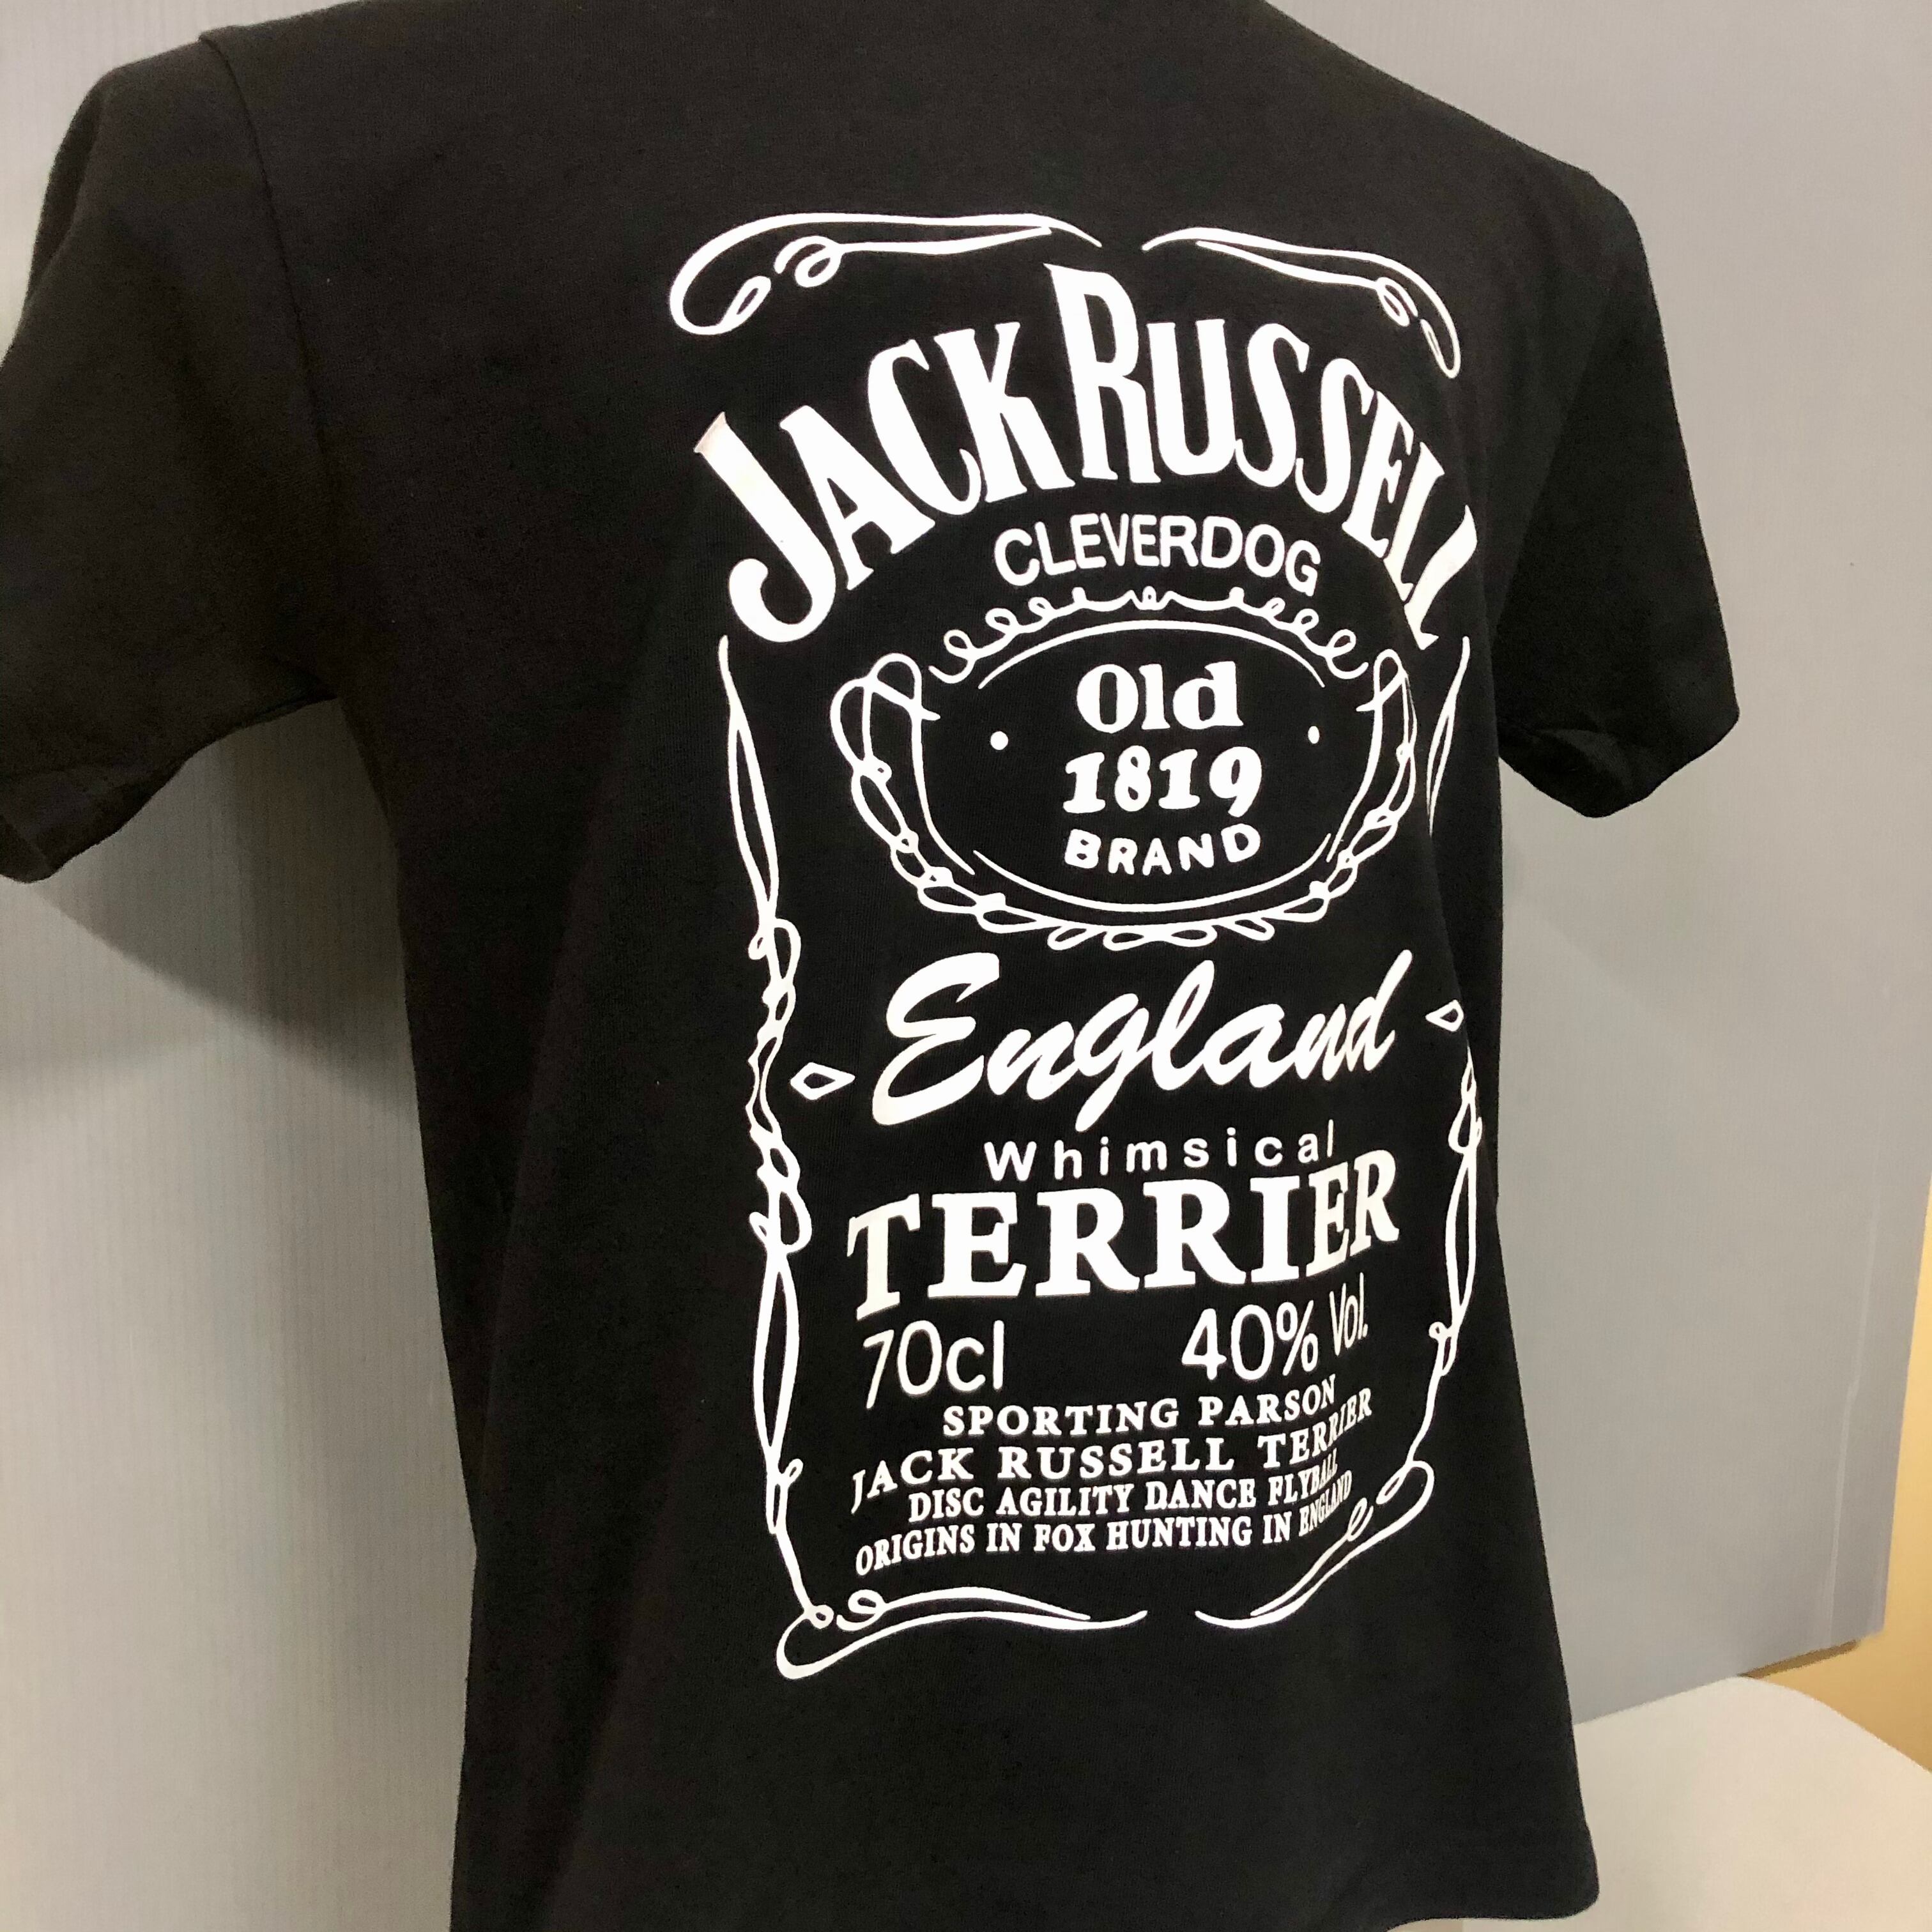 JACK RUSSELL
CLEVERDOG
Old
1819
BRAND
England
Whimsical
TERRIER
70cl 40% Vol.
SPORTING PARSON
JACK RUSSELL TERRIER
DISC AGILITY DANCE FLYBALL
ORIGINS IN FOX HUNTING IN ENGLAND